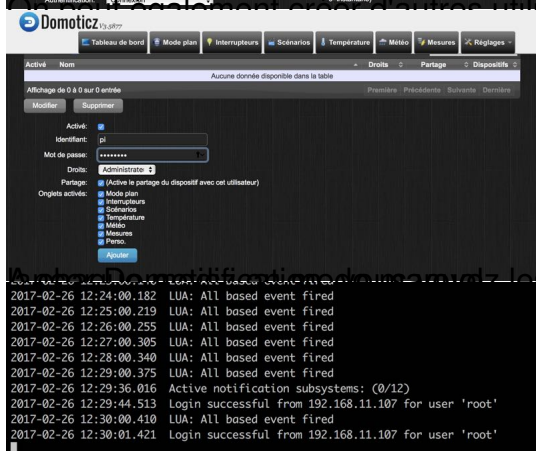 Authentification:
On peut également créer d'autres util
Domoticz V3.5877
Tableau de bord Mode plan Interrupteurs Scénarios Température Météo Mesures Réglages
Activé Nom Droits Partage Dispositifs
Aucune donnée disponible dans la table
Affichage de 0 à 0 sur 0 entrée Première Précédente Suivante Dernière
Modifier Supprimer
Activé:
Identifiant: pi
Mot de passe: ••••••••
Droits: Administrate
Partage: (Active le partage du dispositif avec cet utilisateur)
Onglets activés: Mode plan
Interrupteurs
Scénarios
Température
Météo
Mesures
Perso.
Ajouter
2017-02-26 12:24:00.182 LUA: All based event fired
2017-02-26 12:25:00.219 LUA: All based event fired
2017-02-26 12:26:00.255 LUA: All based event fired
2017-02-26 12:27:00.305 LUA: All based event fired
2017-02-26 12:28:00.340 LUA: All based event fired
2017-02-26 12:29:00.375 LUA: All based event fired
2017-02-26 12:29:36.016 Active notification subsystems: (0/12)
2017-02-26 12:29:44.513 Login successful from 192.168.11.107 for user 'root'
2017-02-26 12:30:00.410 LUA: All based event fired
2017-02-26 12:30:01.421 Login successful from 192.168.11.107 for user 'root'